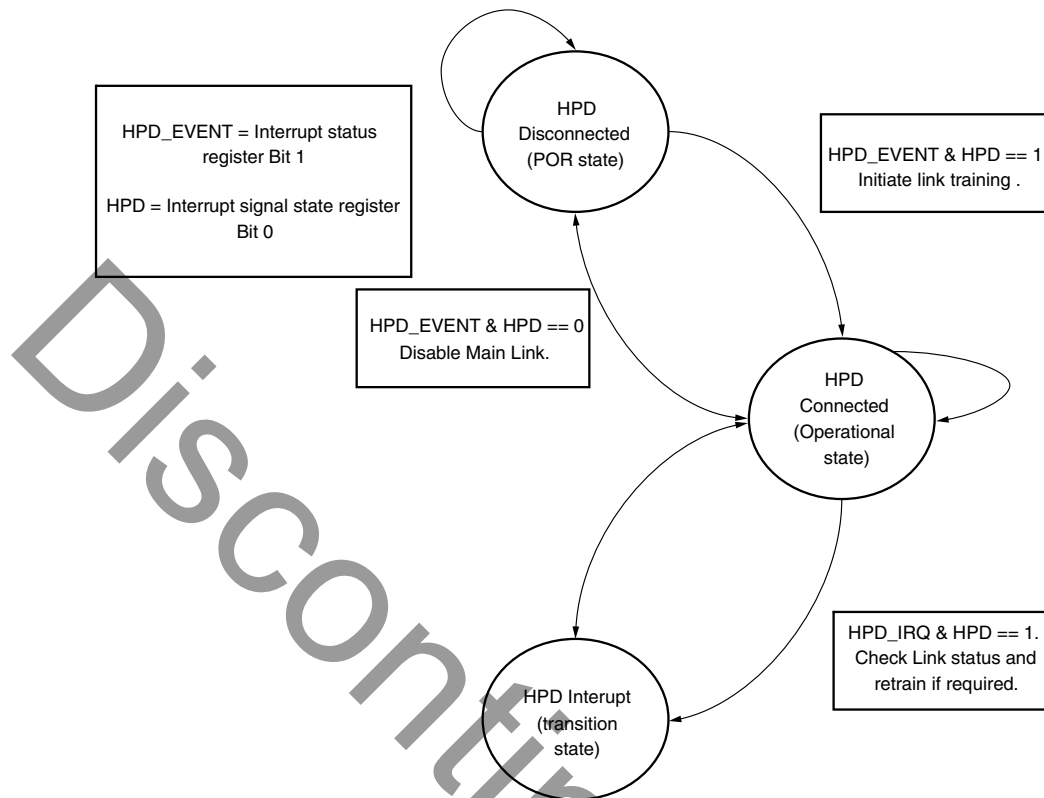 HPD
Disconnected
(POR state)
HPD_EVENT = Interrupt status
register Bit 1
HPD = Interrupt signal state register
Bit 0
HPD_EVENT & HPD == 1
Initiate link training .
HPD_EVENT & HPD == 0
Disable Main Link.
HPD
Connected
(Operational
state)
HPD_IRQ & HPD == 1.
Check Link status and
retrain if required.
HPD Interupt
(transition
state)